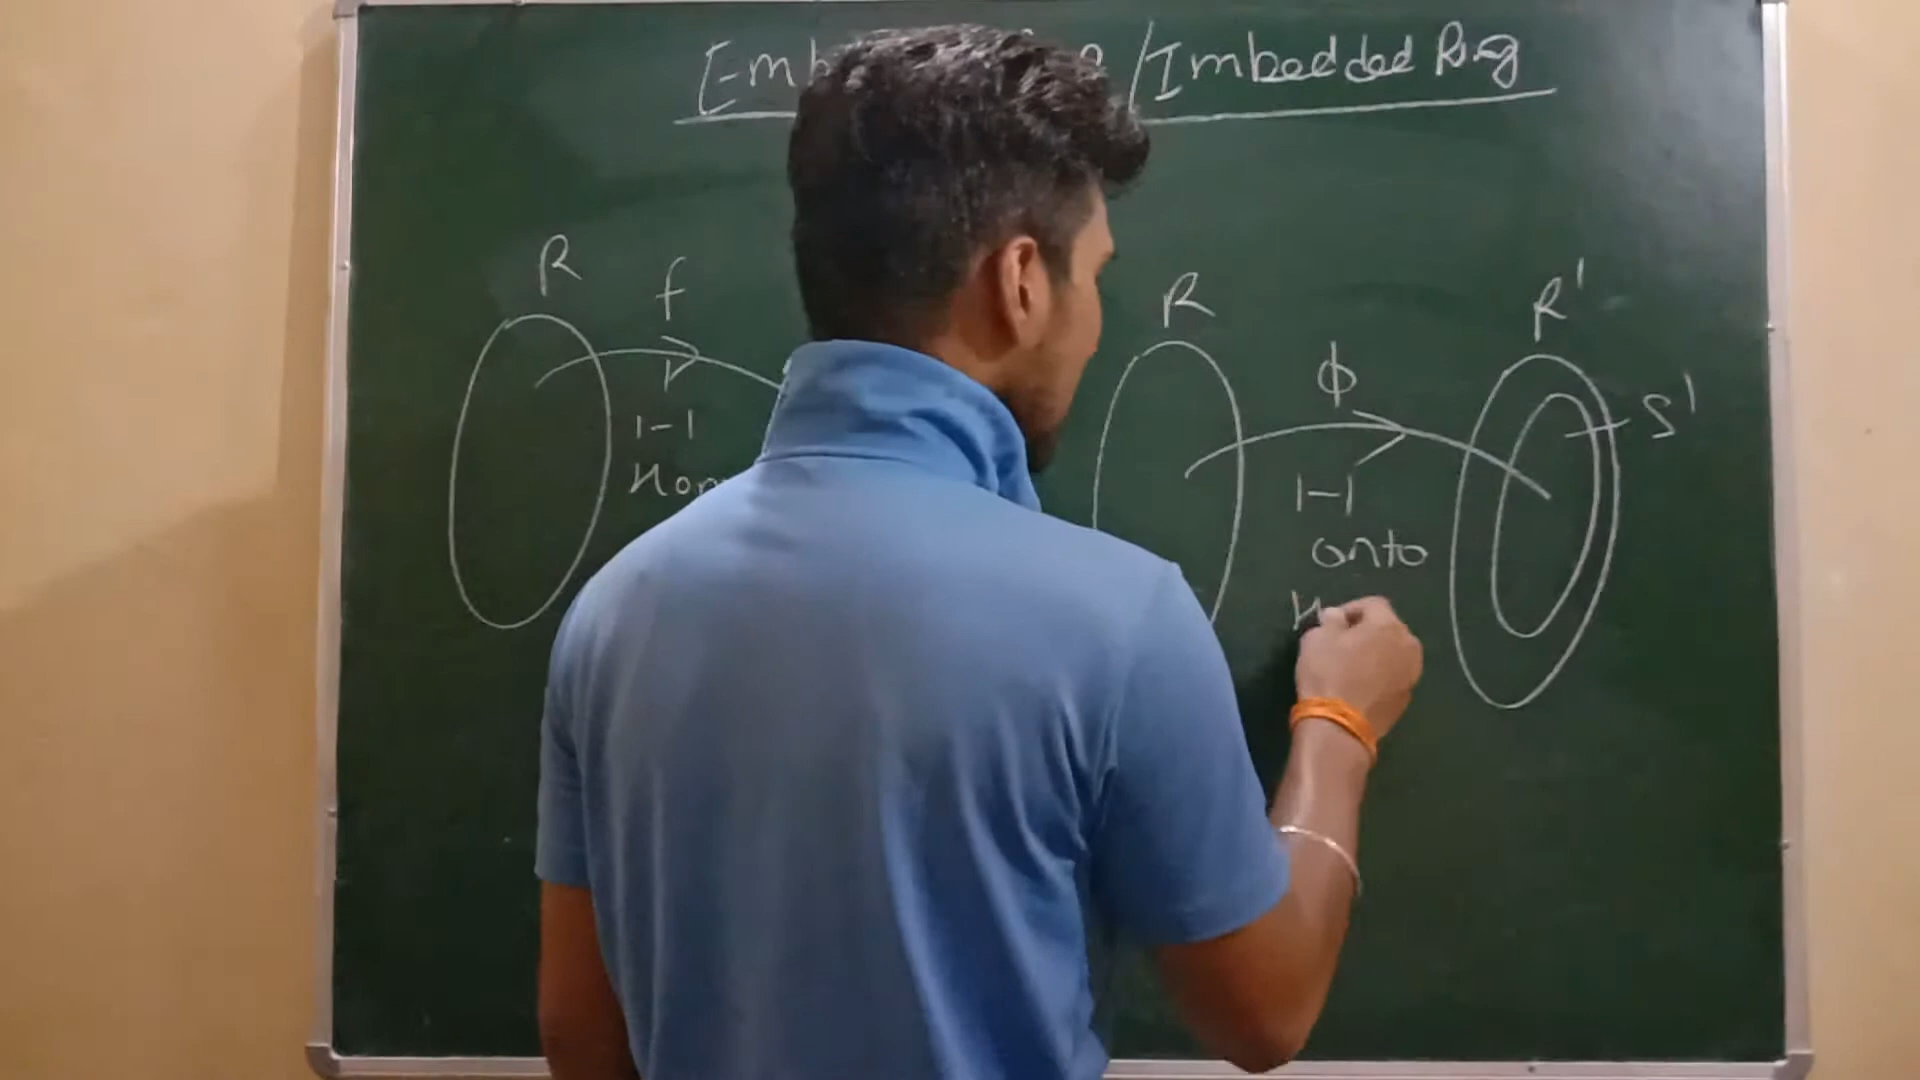 /Imbedded Ring
R
f
1-1
R
R'
ϕ
S'
1-1
onto